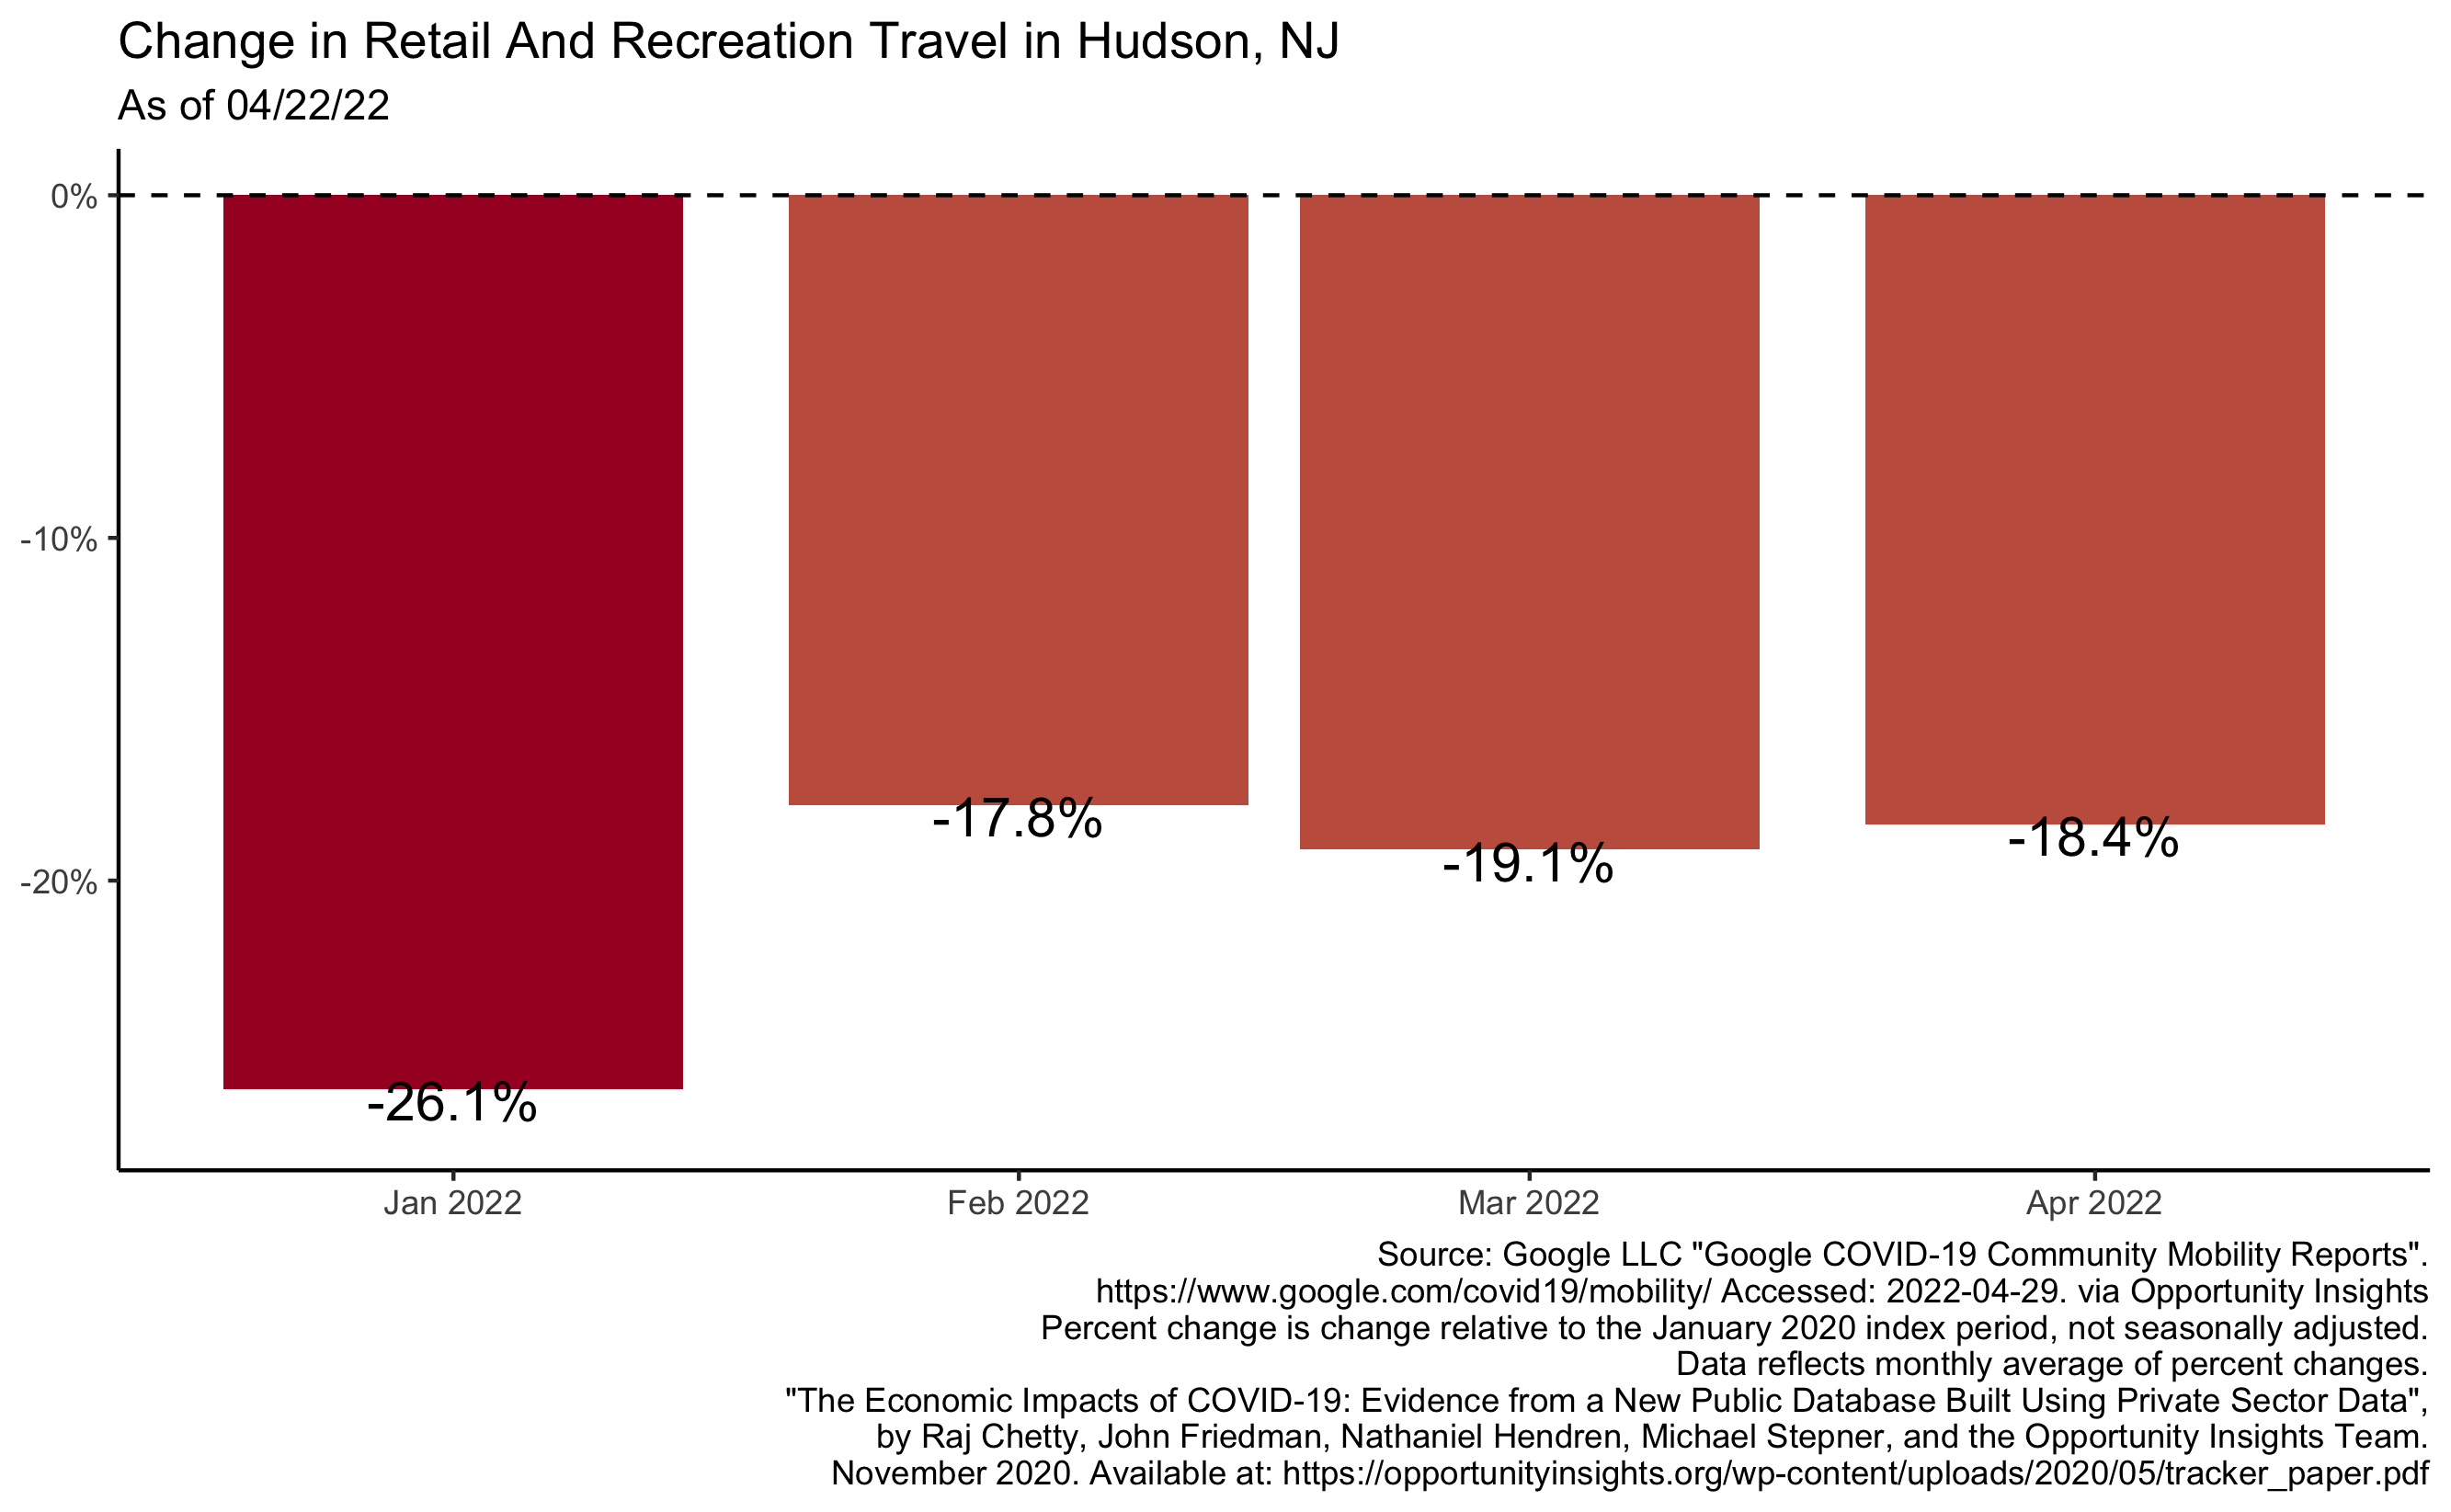 Change in Retail And Recreation Travel in Hudson, NJ
As of 04/22/22
0%
-10%
-20%
-26.1%
-17.8%
-19.1%
-18.4%
Jan 2022
Feb 2022
Mar 2022
Apr 2022
Source: Google LLC "Google COVID-19 Community Mobility Reports".
https://www.google.com/covid19/mobility/ Accessed: 2022-04-29. via Opportunity Insights
Percent change is change relative to the January 2020 index period, not seasonally adjusted.
Data reflects monthly average of percent changes.
"The Economic Impacts of COVID-19: Evidence from a New Public Database Built Using Private Sector Data",
by Raj Chetty, John Friedman, Nathaniel Hendren, Michael Stepner, and the Opportunity Insights Team.
November 2020. Available at: https://opportunityinsights.org/wp-content/uploads/2020/05/tracker_paper.pdf